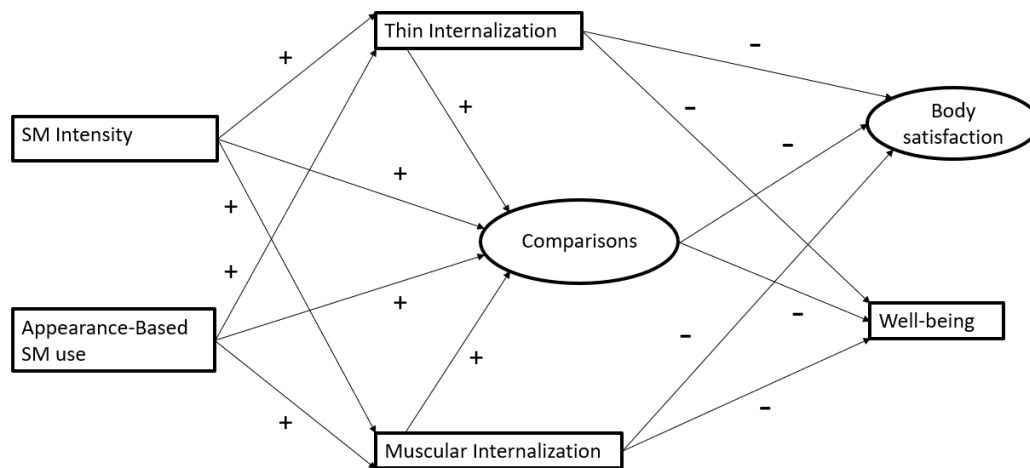 Thin Internalization
+
−
+
−
SM Intensity
Body
satisfaction
−
+
+
Comparisons
+
+
−
−
Appearance-Based
SM use
Well-being
+
−
+
Muscular Internalization